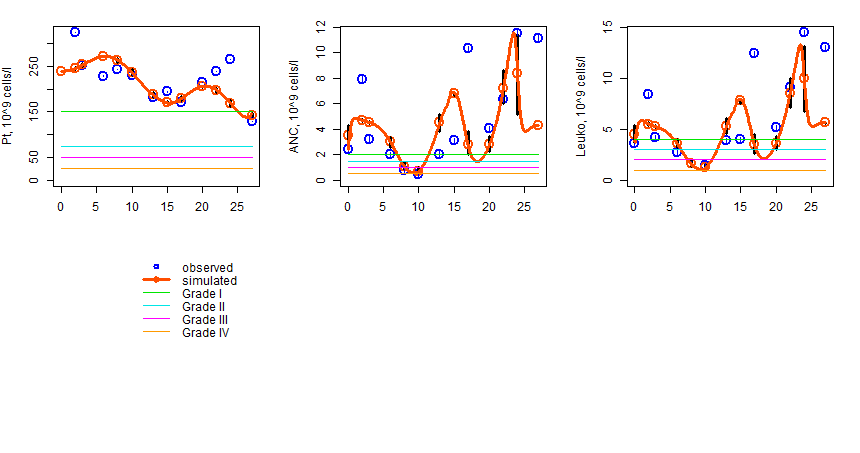 Pt, 10^9 cells/l
0 50 150 250
0 5 10 15 20 25
ANC, 10^9 cells/l
0 2 4 6 8 10 12
0 5 10 15 20 25
Leuko, 10^9 cells/l
0 5 10 15
0 5 10 15 20 25
observed
simulated
Grade I
Grade II
Grade III
Grade IV